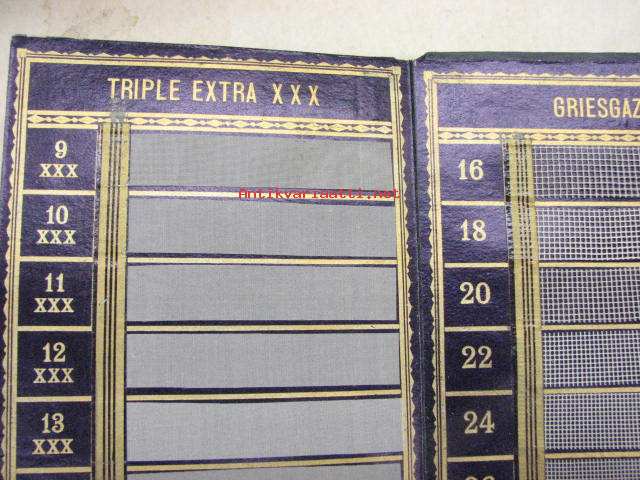 TRIPLE EXTRA XXX
9
XXX
10
XXX
11
XXX
12
XXX
13
XXX
GRIESGAZ
16
18
20
22
24
Antikvariaatti.net